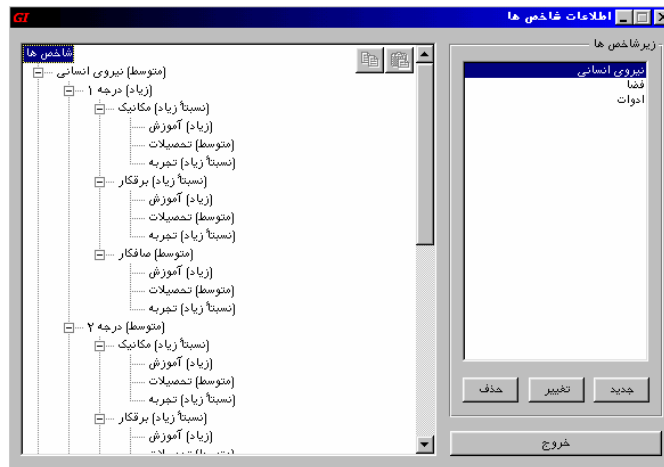 GI
اطلاعات شاخص ها
زیر شاخص ها
نیروی انسانی
فضا
ادوات
جدید
تغییر
حذف
خروج
شاخص ها
(متوسط) نیروی انسانی
(زیاد) درجه ۱
(نسبتاً زیاد) مکانیک
(زیاد) آموزش
(متوسط) تحصیلات
(نسبتاً زیاد) تجربه
(نسبتاً زیاد) برقکار
(زیاد) آموزش
(متوسط) تحصیلات
(نسبتاً زیاد) تجربه
(متوسط) صافکار
(زیاد) آموزش
(متوسط) تحصیلات
(نسبتاً زیاد) تجربه
(متوسط) درجه ۲
(نسبتاً زیاد) مکانیک
(زیاد) آموزش
(متوسط) تحصیلات
(نسبتاً زیاد) تجربه
(نسبتاً زیاد) برقکار
(زیاد) آموزش